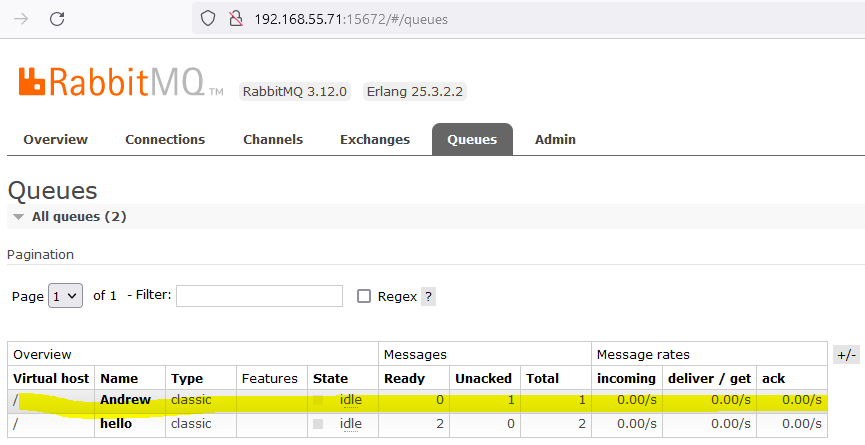 192.168.55.71:15672/#/queues
RabbitMQ TM RabbitMQ 3.12.0 Erlang 25.3.2.2
Overview Connections Channels Exchanges Queues Admin
Queues
All queues (2)
Pagination
Page 1 of 1 - Filter: Regex ?
Overview Messages Message rates +/-
Virtual host Name Type Features State Ready Unacked Total incoming deliver / get ack
/ Andrew classic idle 0 1 1 0.00/s 0.00/s 0.00/s
/ hello classic idle 2 0 2 0.00/s 0.00/s 0.00/s